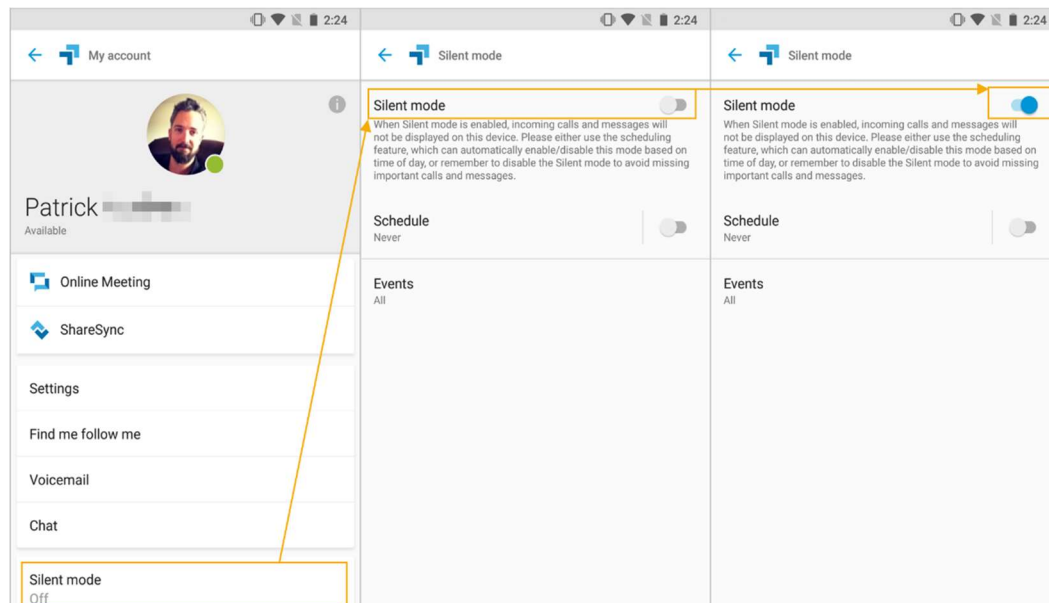 2:24
My account
Patrick
Available
Online Meeting
ShareSync
Settings
Find me follow me
Voicemail
Chat
Silent mode
Off
2:24
Silent mode
Silent mode
When Silent mode is enabled, incoming calls and messages will
not be displayed on this device. Please either use the scheduling
feature, which can automatically enable/disable this mode based on
time of day, or remember to disable the Silent mode to avoid missing
important calls and messages.
Schedule
Never
Events
All
2:24
Silent mode
Silent mode
When Silent mode is enabled, incoming calls and messages will
not be displayed on this device. Please either use the scheduling
feature, which can automatically enable/disable this mode based on
time of day, or remember to disable the Silent mode to avoid missing
important calls and messages.
Schedule
Never
Events
All